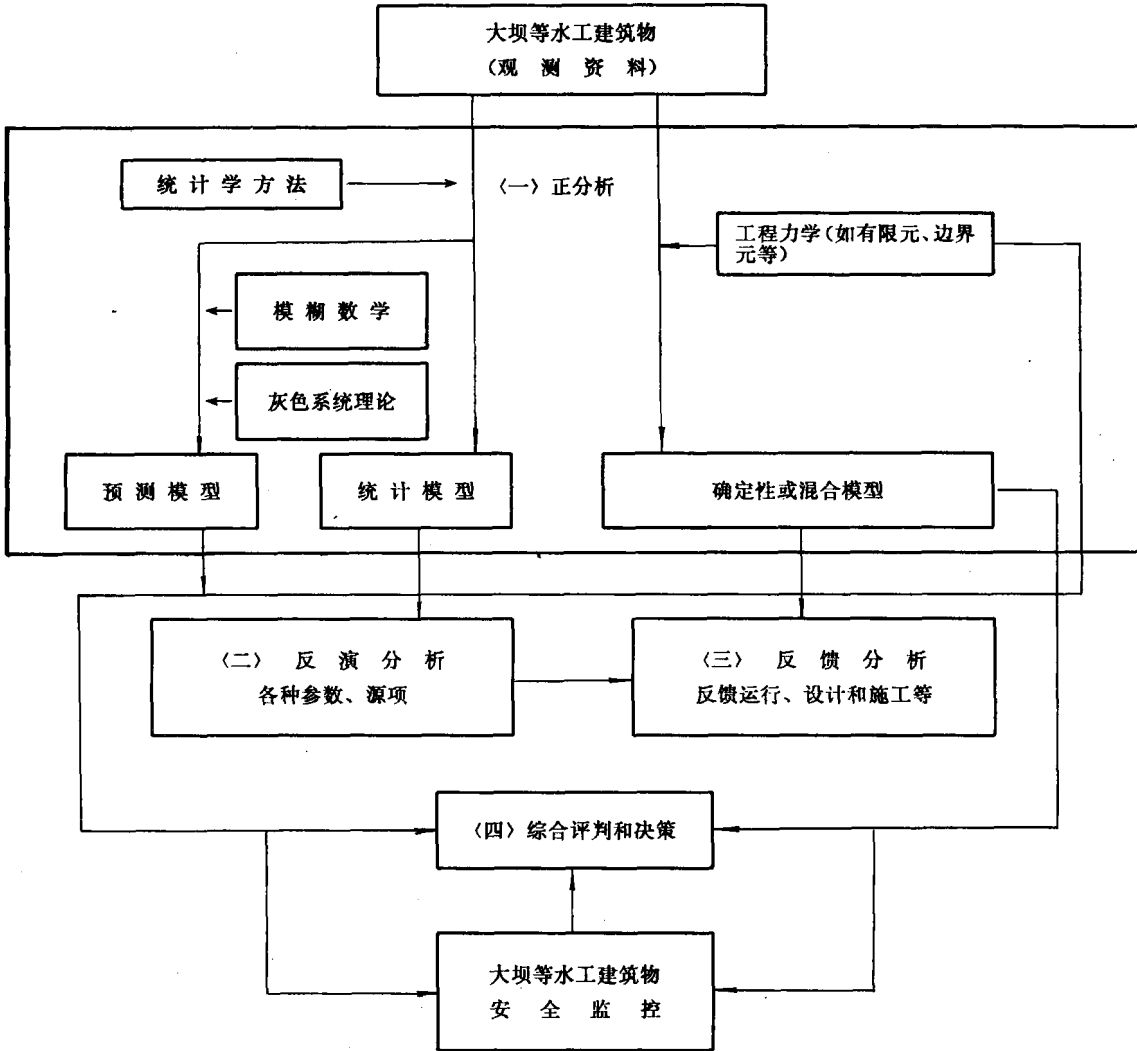 大坝等水工建筑物
(观测资料)
统计学方法
〈一〉正分析
工程力学(如有限元、边界
元等)
模糊数学
灰色系统理论
预测模型
统计模型
确定性或混合模型
〈二〉反演分析
各种参数、源项
〈三〉反馈分析
反馈运行、设计和施工等
〈四〉综合评判和决策
大坝等水工建筑物
安全监控